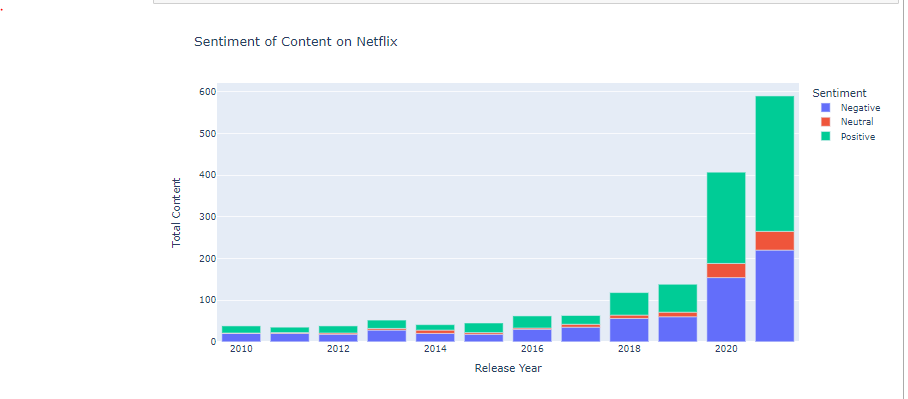 .
Sentiment of Content on Netflix
Sentiment
Negative
Neutral
Positive
Total Content
600
500
400
300
200
100
0
2010 2012 2014 2016 2018 2020
Release Year